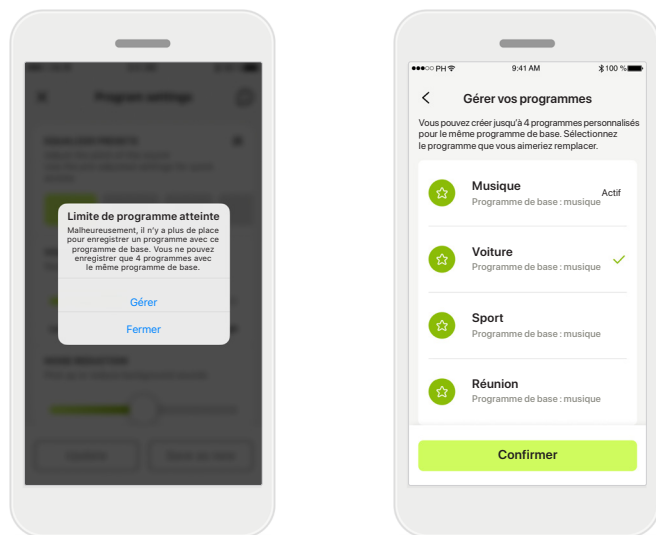 Program settings
Limite de programme atteinte
Malheureusement, il n'y a plus de place
pour enregistrer un programme avec ce
programme de base. Vous ne pouvez
enregistrer que 4 programmes avec
le même programme de base.
Gérer
Fermer
PH
9:41 AM
100 %
Gérer vos programmes
Vous pouvez créer jusqu'à 4 programmes personnalisés
pour le même programme de base. Sélectionnez
le programme que vous aimeriez remplacer.
Musique
Actif
Programme de base : musique
Voiture
Programme de base : musique
Sport
Programme de base : musique
Réunion
Programme de base : musique
Confirmer